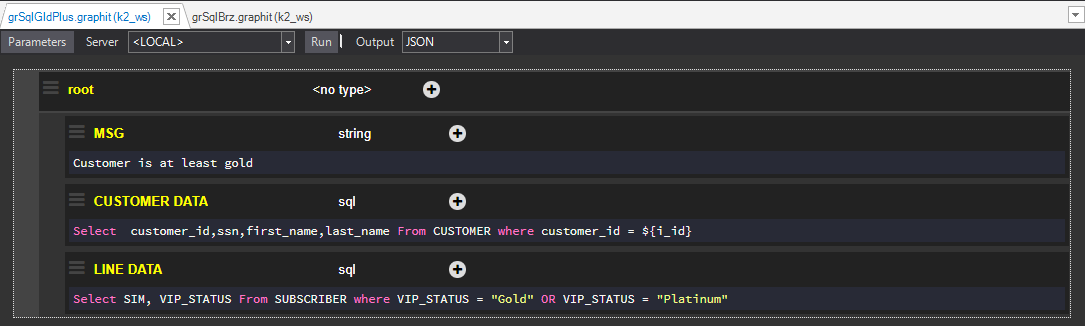 grSqlGldPlus.graphit (k2_ws) grSqlBrz.graphit (k2_ws)
Parameters Server <LOCAL> Run Output JSON
root <no type>
MSG string
Customer is at least gold
CUSTOMER DATA sql
Select  customer_id,ssn,first_name,last_name From CUSTOMER where customer_id = ${i_id}
LINE DATA sql
Select SIM, VIP_STATUS From SUBSCRIBER where VIP_STATUS = "Gold" OR VIP_STATUS = "Platinum"